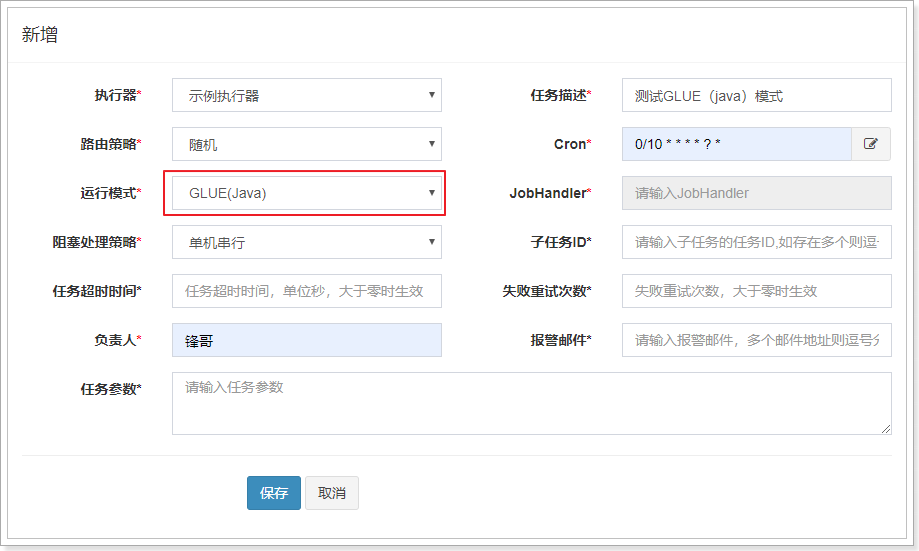 新增
执行器* 示例执行器 任务描述* 测试GLUE（java）模式
路由策略* 随机 Cron* 0/10 * * * * ? *
运行模式* GLUE(Java) JobHandler* 请输入JobHandler
阻塞处理策略* 单机串行 子任务ID* 请输入子任务的任务ID,如存在多个则逗
任务超时时间* 任务超时时间，单位秒，大于零时生效 失败重试次数* 失败重试次数，大于零时生效
负责人* 锋哥 报警邮件* 请输入报警邮件，多个邮件地址则逗号分
任务参数* 请输入任务参数
保存 取消